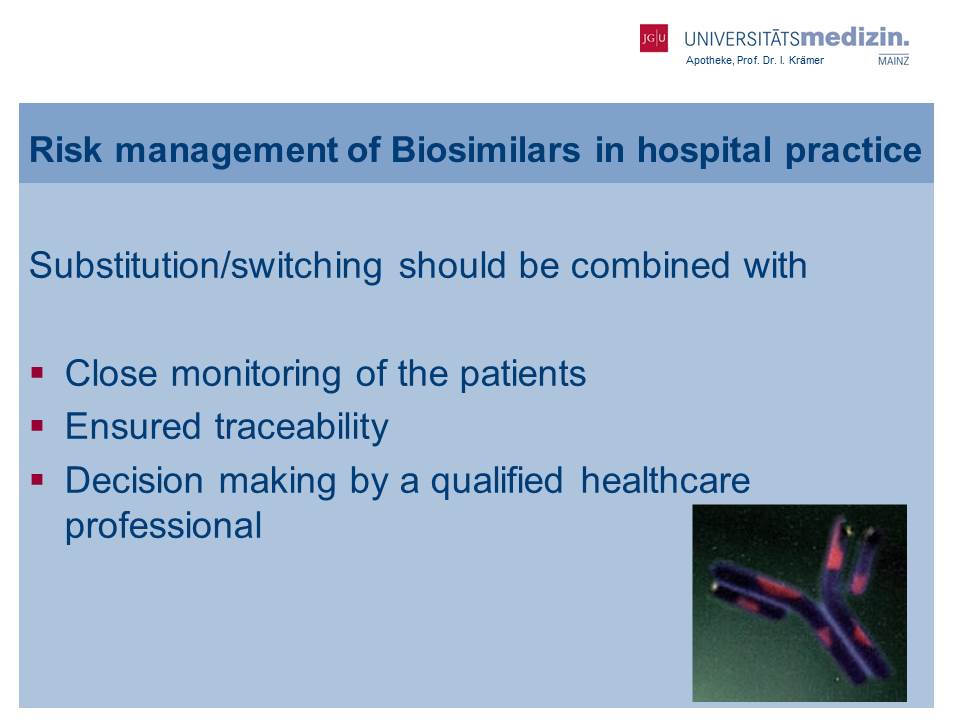 JG|U UNIVERSITÄTSmedizin.
Apotheke, Prof. Dr. I. Krämer MAINZ
Risk management of Biosimilars in hospital practice
Substitution/switching should be combined with
▪ Close monitoring of the patients
▪ Ensured traceability
▪ Decision making by a qualified healthcare
professional